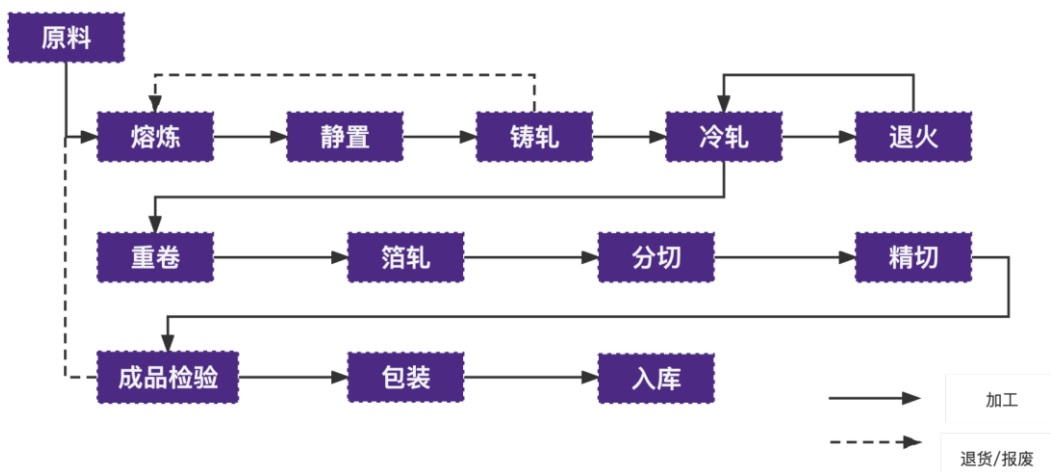 原料
熔炼
静置
铸轧
冷轧
退火
重卷
箔轧
分切
精切
成品检验
包装
入库
加工
退货/报废